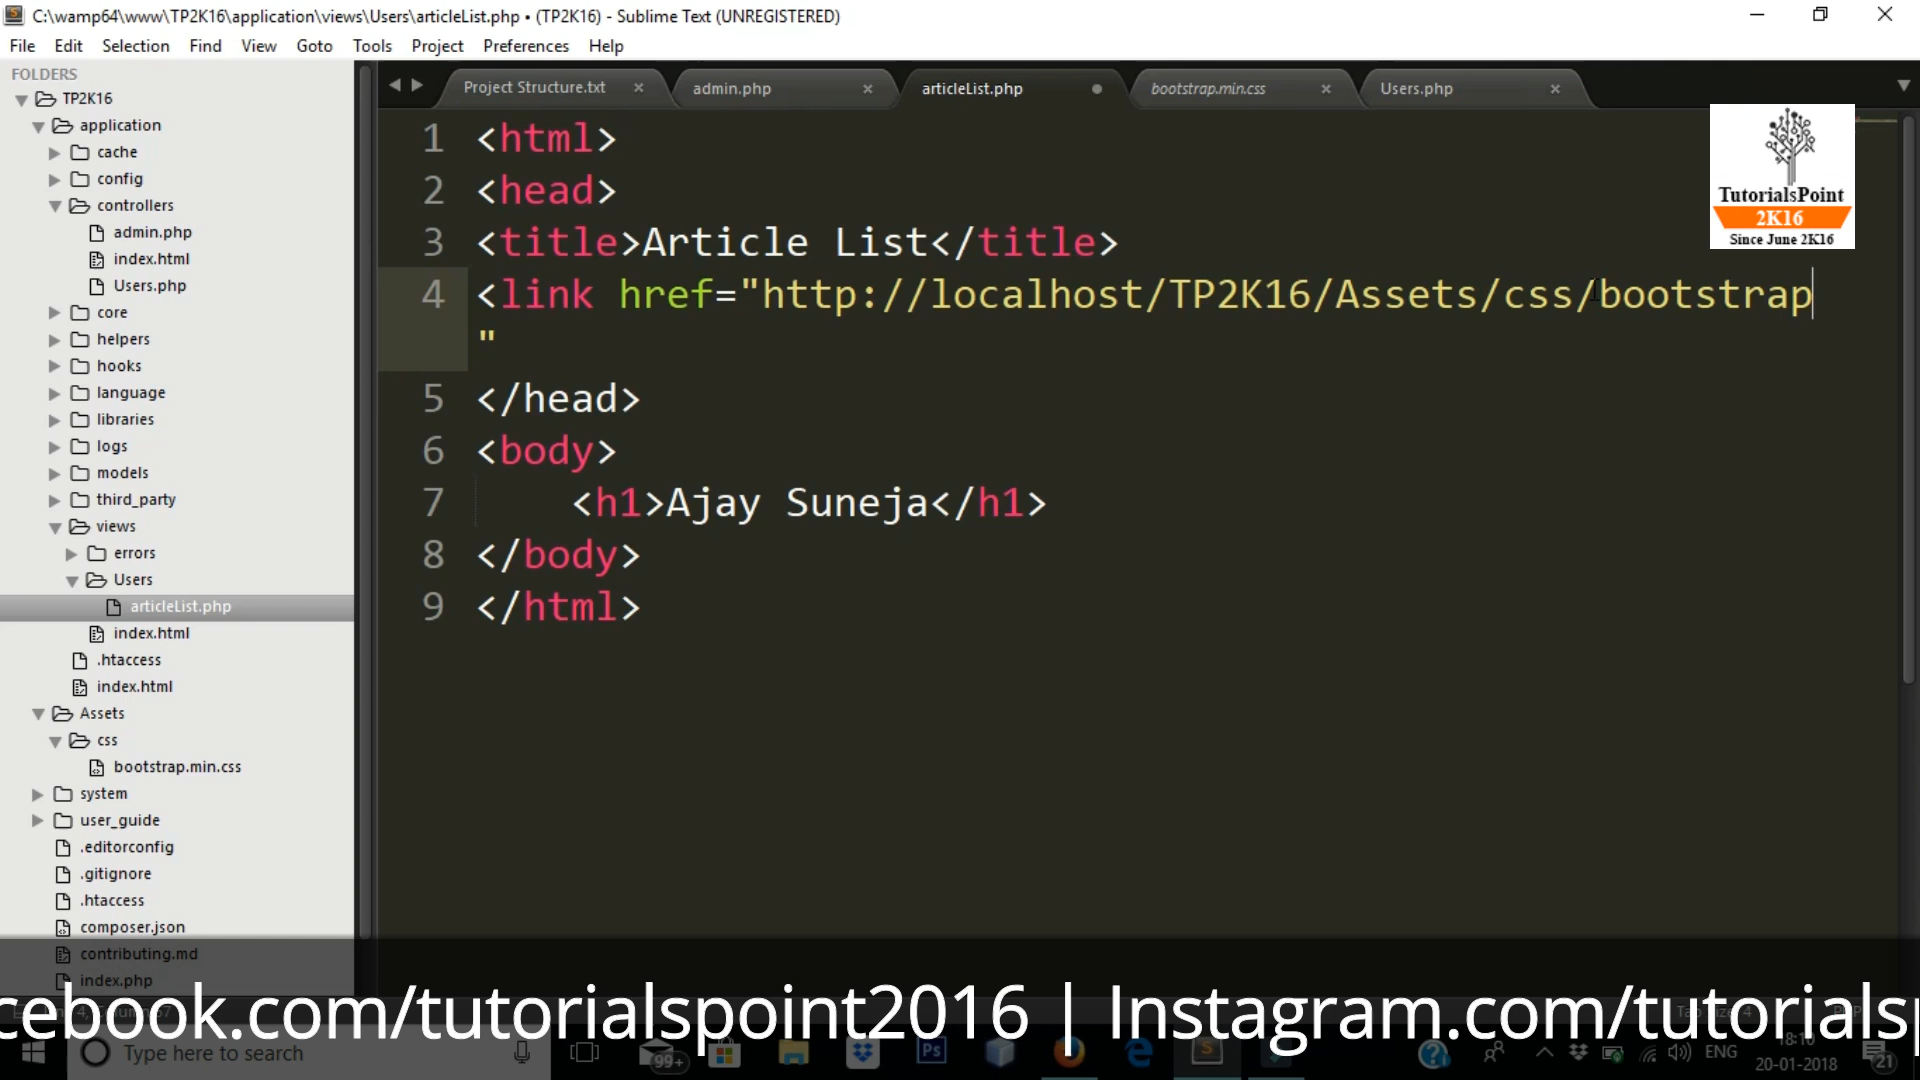 C:\wamp64\www\TP2K16\application\views\Users\articleList.php • (TP2K16) - Sublime Text (UNREGISTERED)
File Edit Selection Find View Goto Tools Project Preferences Help
FOLDERS
TP2K16
application
cache
config
controllers
admin.php
index.html
Users.php
core
helpers
hooks
language
libraries
logs
models
third_party
views
errors
Users
articleList.php
index.html
.htaccess
index.html
Assets
css
bootstrap.min.css
system
user_guide
.editorconfig
.gitignore
.htaccess
composer.json
contributing.md
index.php
Project Structure.txt admin.php articleList.php bootstrap.min.css Users.php
1 <html>
2 <head>
3 <title>Article List</title>
4 <link href="http://localhost/TP2K16/Assets/css/bootstrap
"
5 </head>
6 <body>
7 <h1>Ajay Suneja</h1>
8 </body>
9 </html>
TutorialsPoint
2K16
Since June 2K16
cebook.com/tutorialspoint2016 | Instagram.com/tutorialsp
Type here to search
99+
Ps
ENG
18:10
20-01-2018
21